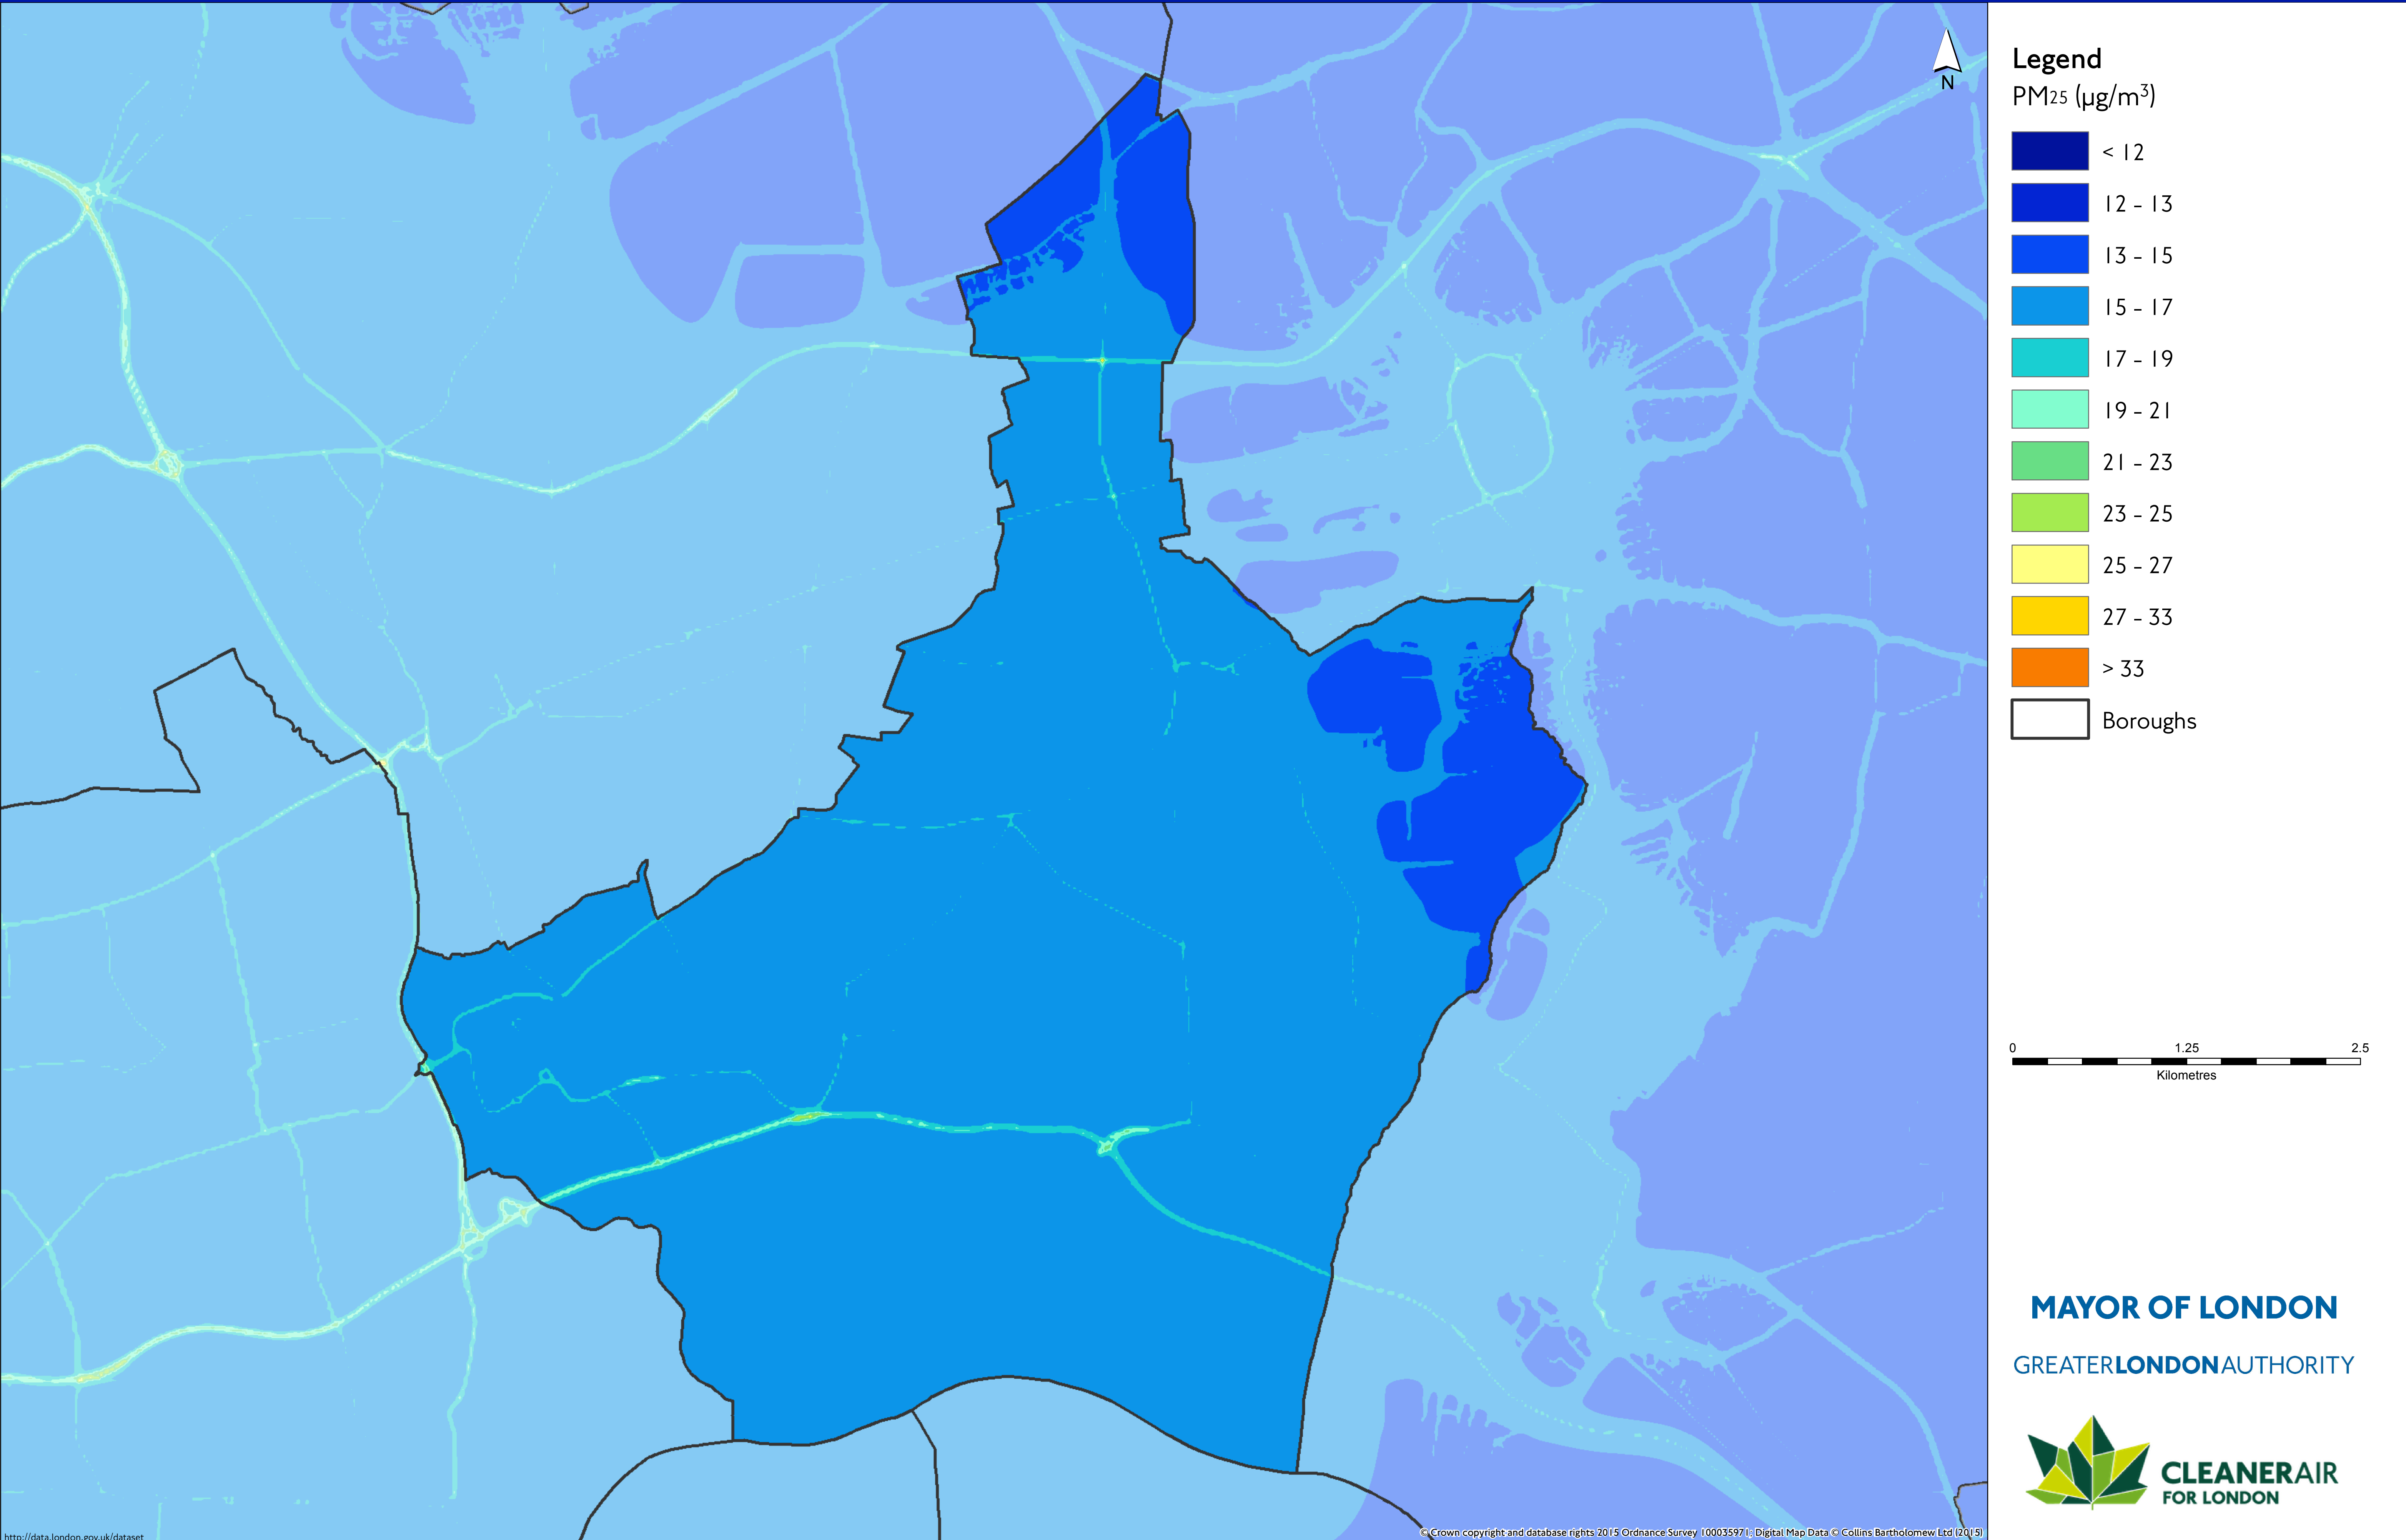 N
Legend
PM25 (µg/m3)
< 12
12 - 13
13 - 15
15 - 17
17 - 19
19 - 21
21 - 23
23 - 25
25 - 27
27 - 33
> 33
Boroughs
0 1.25 2.5
Kilometres
MAYOR OF LONDON
GREATERLONDONAUTHORITY
CLEANERAIR
FOR LONDON
http://data.london.gov.uk/dataset
© Crown copyright and database rights 2015 Ordnance Survey 100035971; Digital Map Data © Collins Bartholomew Ltd (2015)